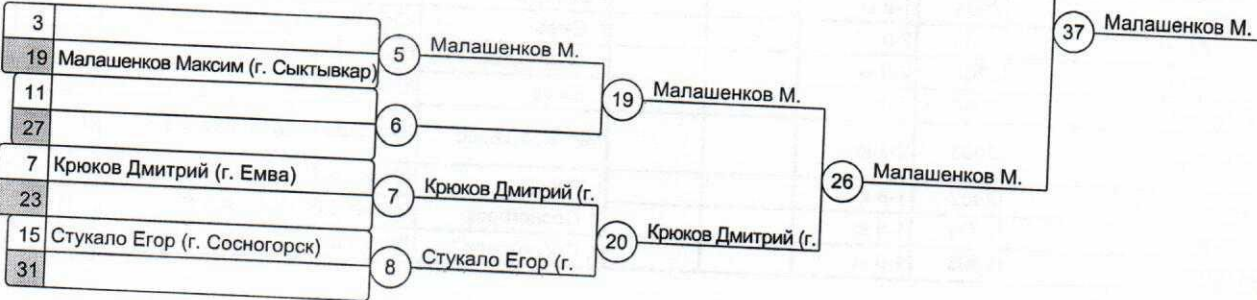 37 Малашенков М.
3
5 Малашенков М.
19 Малашенков Максим (г. Сыктывкар)
19 Малашенков М.
11
6
27
26 Малашенков М.
7 Крюков Дмитрий (г. Емва)
7 Крюков Дмитрий (г.
23
20 Крюков Дмитрий (г.
15 Стукало Егор (г. Сосногорск)
8 Стукало Егор (г.
31